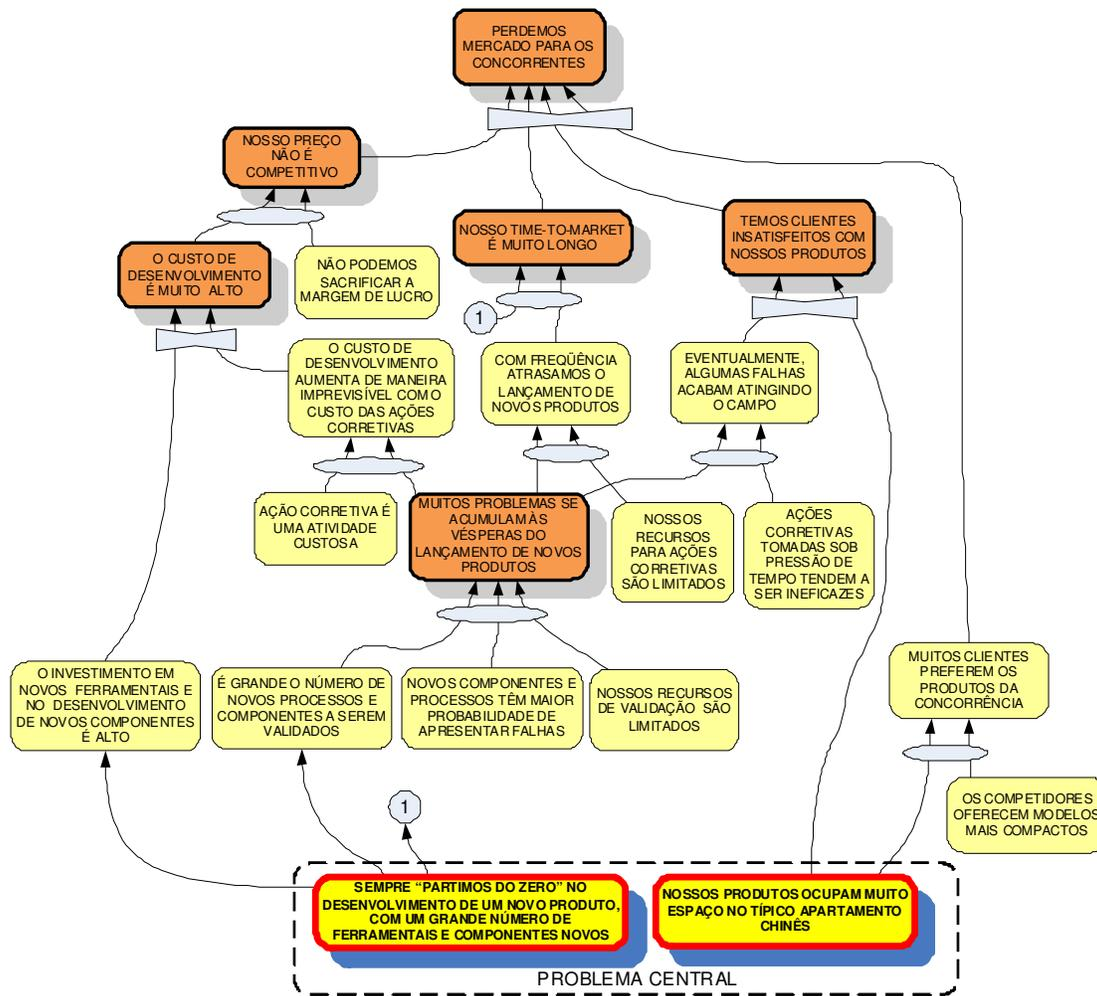 PERDEMOS
MERCADO PARA OS
CONCORRENTES
NOSSO PREÇO
NÃO É
COMPETITIVO
NOSSO TIME-TO-MARKET
É MUITO LONGO
TEMOS CLIENTES
INSATISFEITOS COM
NOSSOS PRODUTOS
O CUSTO DE
DESENVOLVIMENTO
É MUITO ALTO
NÃO PODEMOS
SACRIFICAR A
MARGEM DE LUCRO
1
O CUSTO DE
DESENVOLVIMENTO
AUMENTA DE MANEIRA
IMPREVISÍVEL COM O
CUSTO DAS AÇÕES
CORRETIVAS
COM FREQÜÊNCIA
ATRASAMOS O
LANÇAMENTO DE
NOVOS PRODUTOS
EVENTUALMENTE,
ALGUMAS FALHAS
ACABAM ATINGINDO
O CAMPO
AÇÃO CORRETIVA É
UMA ATIVIDADE
CUSTOSA
MUITOS PROBLEMAS SE
ACUMULAM ÀS
VÉSPERAS DO
LANÇAMENTO DE NOVOS
PRODUTOS
NOSSOS
RECURSOS
PARA AÇÕES
CORRETIVAS
SÃO LIMITADOS
AÇÕES
CORRETIVAS
TOMADAS SOB
PRESSÃO DE
TEMPO TENDEM A
SER INEFICAZES
O INVESTIMENTO EM
NOVOS FERRAMENTAIS E
NO DESENVOLVIMENTO
DE NOVOS COMPONENTES
É ALTO
É GRANDE O NÚMERO DE
NOVOS PROCESSOS E
COMPONENTES A SEREM
VALIDADOS
NOVOS COMPONENTES E
PROCESSOS TÊM MAIOR
PROBABILIDADE DE
APRESENTAR FALHAS
NOSSOS RECURSOS
DE VALIDAÇÃO SÃO
LIMITADOS
MUITOS CLIENTES
PREFEREM OS
PRODUTOS DA
CONCORRÊNCIA
OS COMPETIDORES
OFERECEM MODELOS
MAIS COMPACTOS
1
SEMPRE “PARTIMOS DO ZERO” NO
DESENVOLVIMENTO DE UM NOVO PRODUTO,
COM UM GRANDE NÚMERO DE
FERRAMENTAIS E COMPONENTES NOVOS
NOSSOS PRODUTOS OCUPAM MUITO
ESPAÇO NO TÍPICO APARTAMENTO
CHINÊS
PROBLEMA CENTRAL